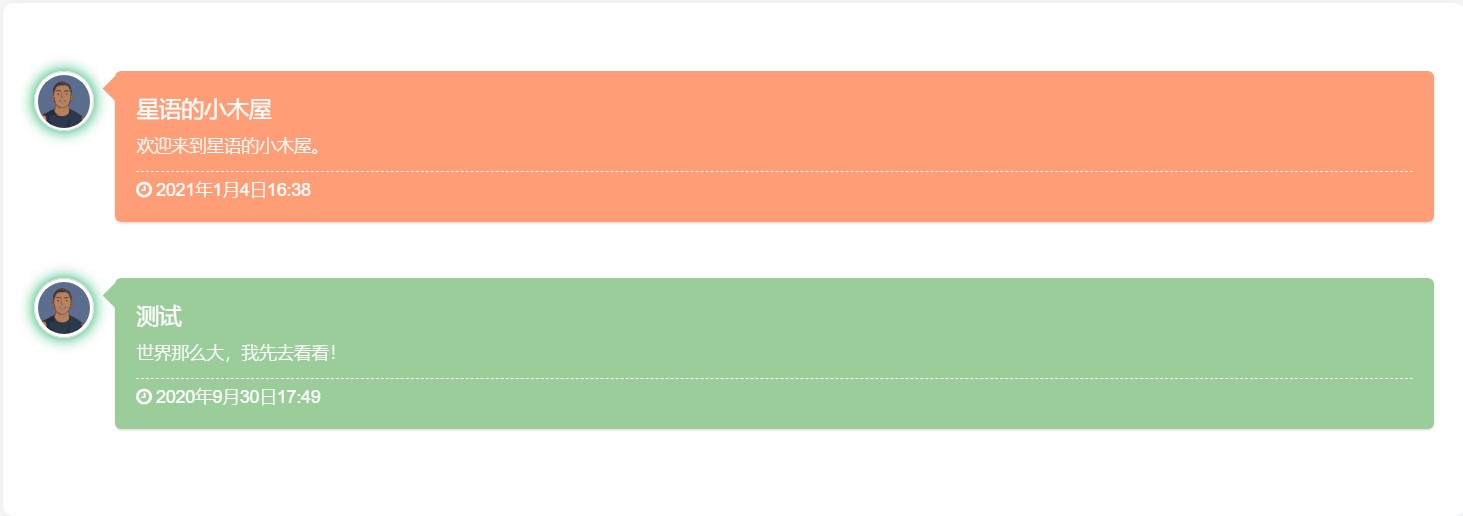 星语的小木屋
欢迎来到星语的小木屋。
2021年1月4日16:38
测试
世界那么大，我先去看看！
2020年9月30日17:49